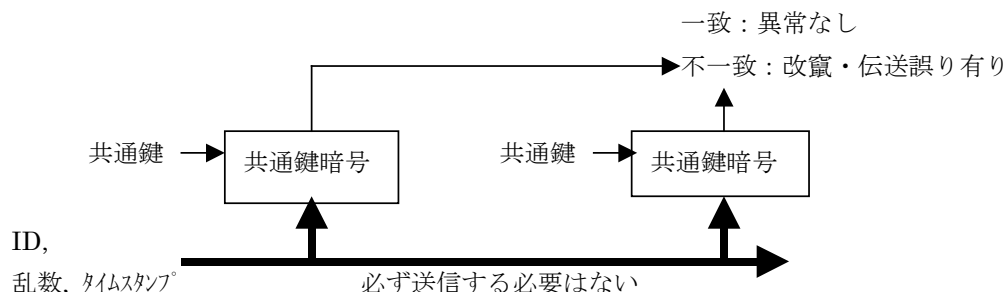 一致:異常なし
不一致:改竄・伝送誤り有り
共通鍵
共通鍵暗号
共通鍵
共通鍵暗号
ID,
乱数, ﾀｲﾑｽﾀﾝﾌﾟ
必ず送信する必要はない